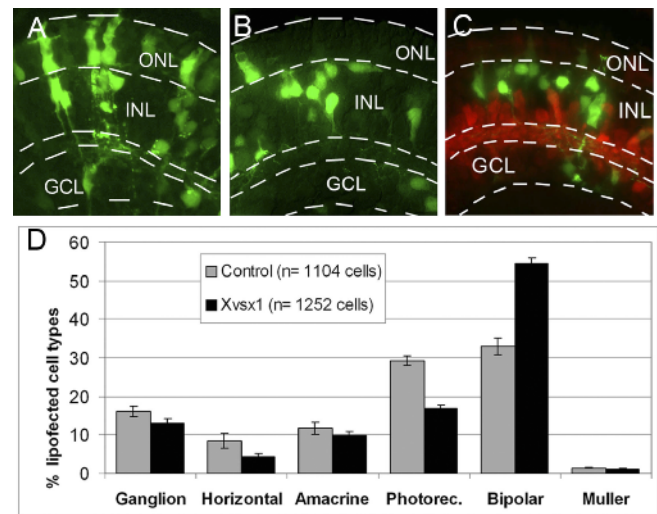 A
ONL
INL
GCL
B
ONL
INL
GCL
C
ONL
INL
GCL
D
Control (n= 1104 cells)
Xvsx1 (n= 1252 cells)
% lipofected cell types
60
50
40
30
20
10
0
Ganglion Horizontal Amacrine Photorec. Bipolar Muller